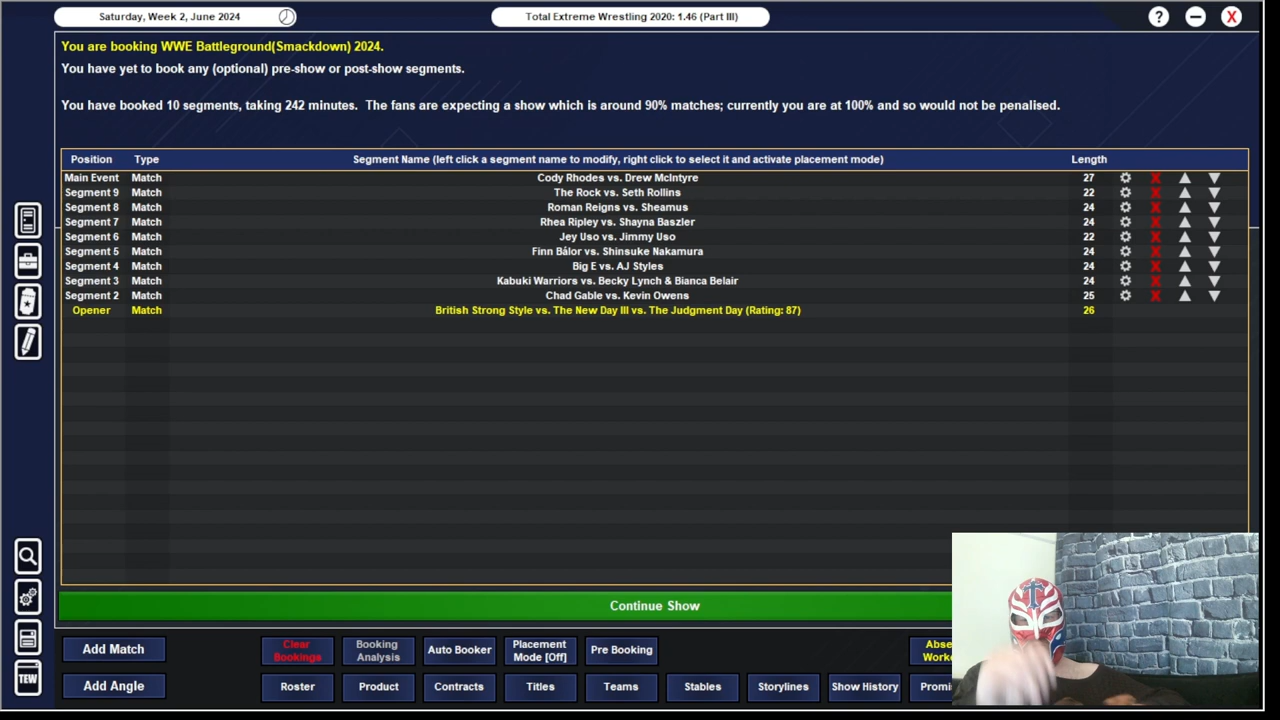 Saturday, Week 2, June 2024
Total Extreme Wrestling 2020: 1.46 (Part III)
? X
You are booking WWE Battleground(Smackdown) 2024.
You have yet to book any (optional) pre-show or post-show segments.
You have booked 10 segments, taking 242 minutes. The fans are expecting a show which is around 90% matches; currently you are at 100% and so would not be penalised.
Position Type Segment Name (left click a segment name to modify, right click to select it and activate placement mode) Length
Main Event Match Cody Rhodes vs. Drew McIntyre 27 X
Segment 9 Match The Rock vs. Seth Rollins 22 X
Segment 8 Match Roman Reigns vs. Sheamus 24 X
Segment 7 Match Rhea Ripley vs. Shayna Baszler 24 X
Segment 6 Match Jey Uso vs. Jimmy Uso 22 X
Segment 5 Match Finn Bálor vs. Shinsuke Nakamura 24 X
Segment 4 Match Big E vs. AJ Styles 24 X
Segment 3 Match Kabuki Warriors vs. Becky Lynch & Bianca Belair 24 X
Segment 2 Match Chad Gable vs. Kevin Owens 25 X
Opener Match British Strong Style vs. The New Day III vs. The Judgment Day (Rating: 87) 26
Continue Show
Add Match
Clear Bookings
Booking Analysis
Auto Booker
Placement Mode [Off]
Pre Booking
Abse
Work
Add Angle
Roster
Product
Contracts
Titles
Teams
Stables
Storylines
Show History
Promi
TEW